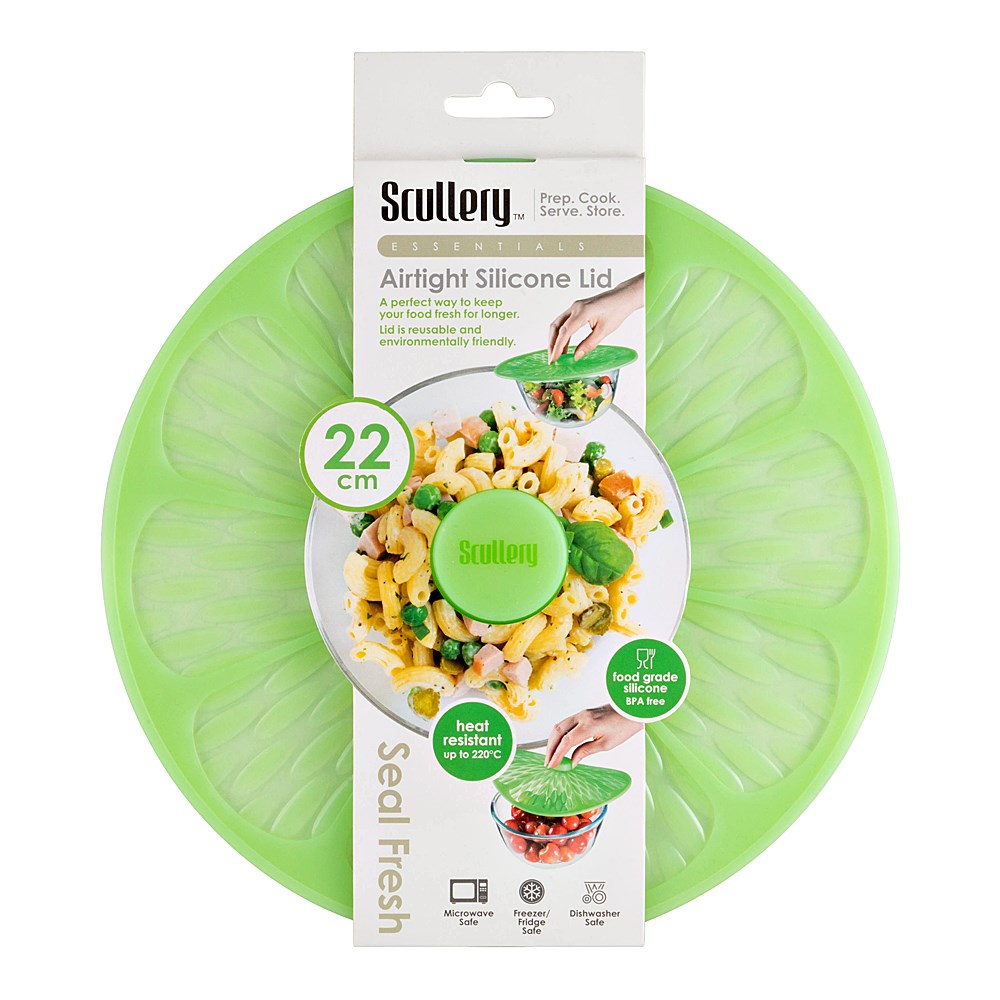 Scullery™
Prep. Cook.
Serve. Store.
ESSENTIALS
Airtight Silicone Lid
A perfect way to keep
your food fresh for longer.
Lid is reusable and
environmentally friendly.
22
cm
Scullery
food grade
silicone
BPA free
heat
resistant
up to 220°C
Seal Fresh
Microwave
Safe
Freezer/
Fridge
Safe
Dishwasher
Safe